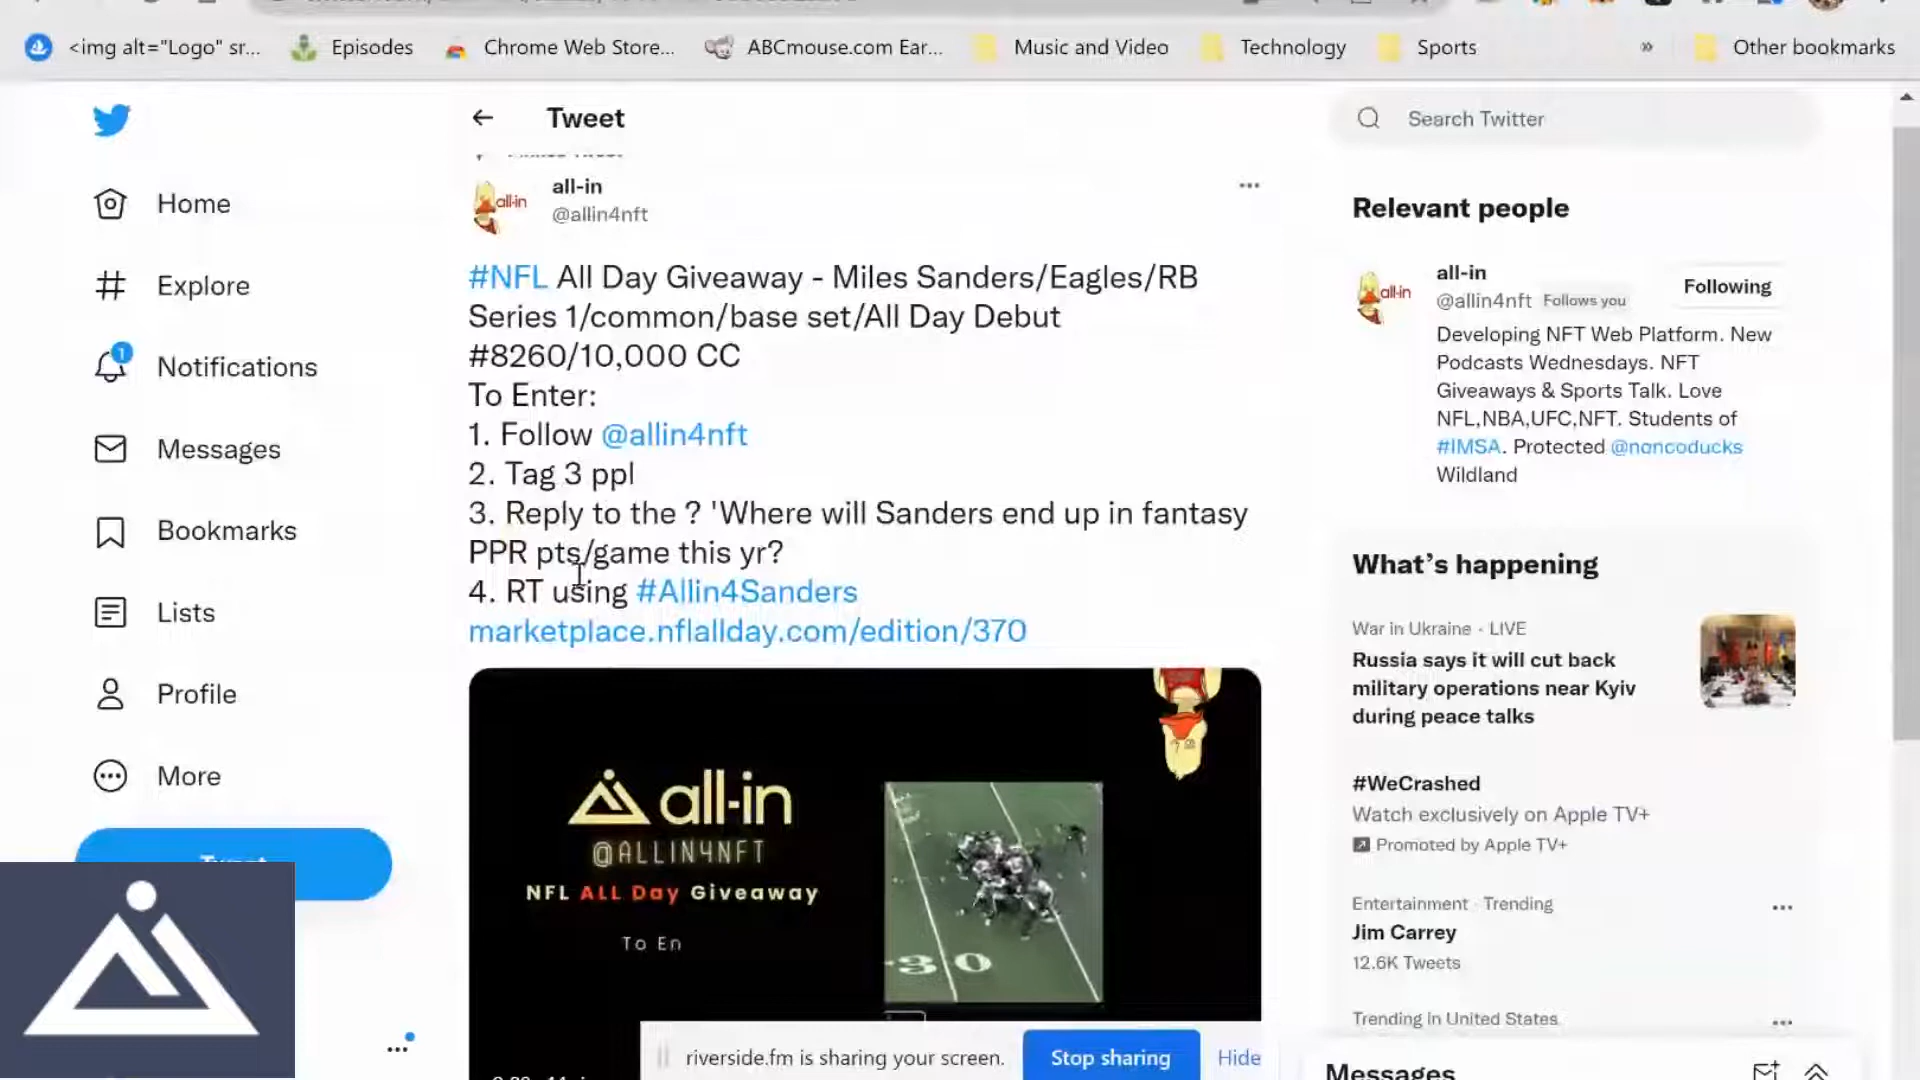 <img alt="Logo" sr...
Episodes
Chrome Web Store...
ABCmouse.com Ear...
Music and Video
Technology
Sports
»
Other bookmarks
Home
Explore
1
Notifications
Messages
Bookmarks
Lists
Profile
More
Tweet
Tweet
all-in
all-in
@allin4nft
#NFL All Day Giveaway - Miles Sanders/Eagles/RB
Series 1/common/base set/All Day Debut
#8260/10,000 CC
To Enter:
1. Follow @allin4nft
2. Tag 3 ppl
3. Reply to the ? 'Where will Sanders end up in fantasy
PPR pts/game this yr?
4. RT using #Allin4Sanders
marketplace.nflallday.com/edition/370
all-in
@ALLIN4NFT
NFL ALL Day Giveaway
To En
30
riverside.fm is sharing your screen.
Stop sharing
Hide
Search Twitter
Relevant people
all-in
all-in
@allin4nft Follows you
Following
Developing NFT Web Platform. New
Podcasts Wednesdays. NFT
Giveaways & Sports Talk. Love
NFL,NBA,UFC,NFT. Students of
#IMSA. Protected @noncoducks
Wildland
What's happening
War in Ukraine · LIVE
Russia says it will cut back
military operations near Kyiv
during peace talks
#WeCrashed
Watch exclusively on Apple TV+
Promoted by Apple TV+
Entertainment · Trending
Jim Carrey
12.6K Tweets
Trending in United States
Messages